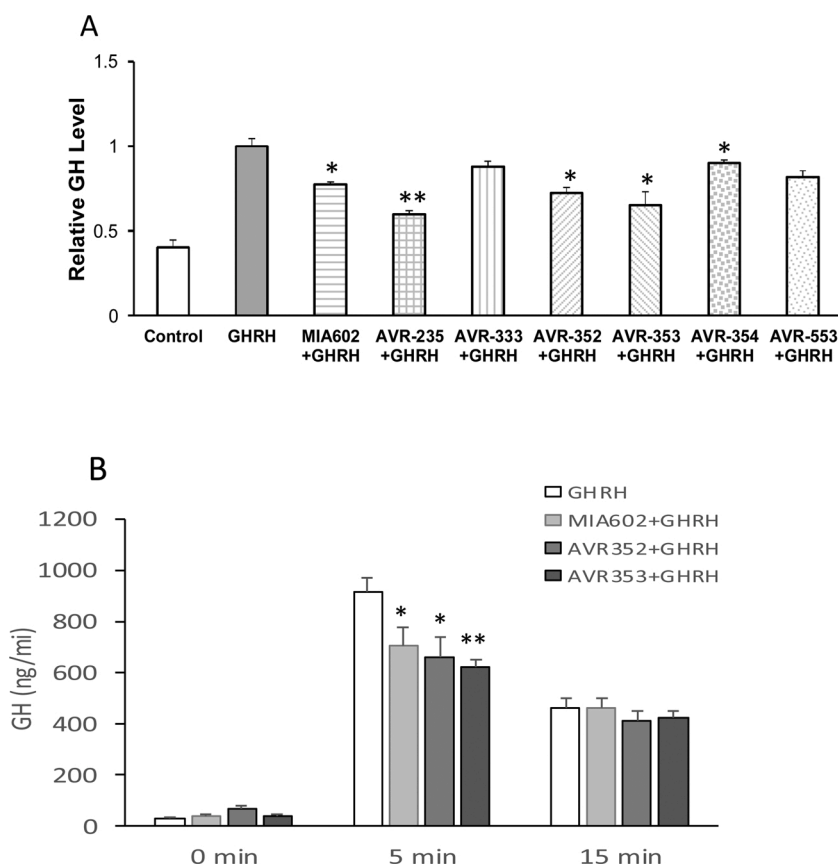 A
Relative GH Level
1.5
1
0.5
0
*
**
*
*
*
Control GHRH MIA602 AVR-235 AVR-333 AVR-352 AVR-353 AVR-354 AVR-553
+GHRH +GHRH +GHRH +GHRH +GHRH +GHRH +GHRH
B
GHRH
MIA602+GHRH
AVR352+GHRH
AVR353+GHRH
GH (ng/mi)
1200
1000
800
600
400
200
0
* * **
0 min 5 min 15 min